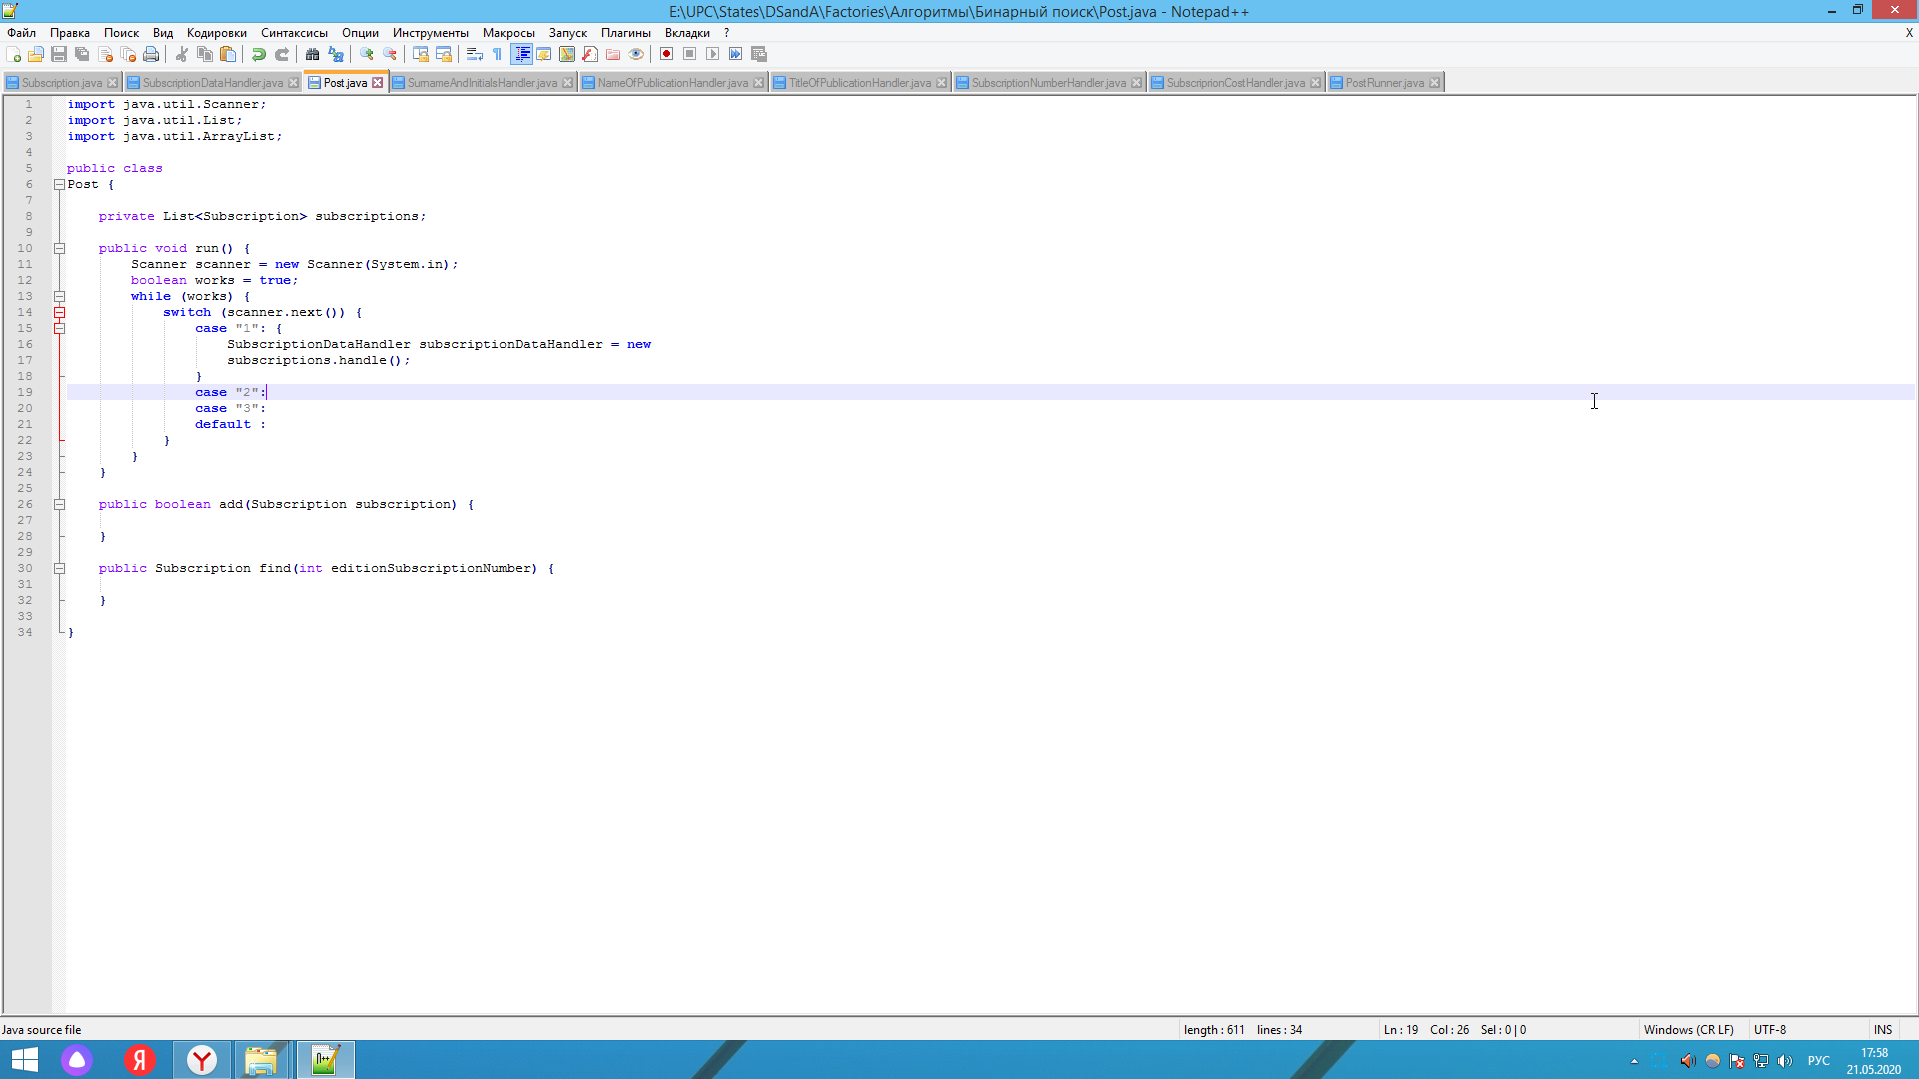 E:\UPC\States\DSandA\Factories\Алгоритмы\Бинарный поиск\Post.java - Notepad++
Файл Правка Поиск Вид Кодировки Синтаксисы Опции Инструменты Макросы Запуск Плагины Вкладки ? X
Subscription.java SubscriptionDataHandler.java Post.java SurnameAndInitialsHandler.java NameOfPublicationHandler.java TitleOfPublicationHandler.java SubscriptionNumberHandler.java SubscriprionCostHandler.java PostRunner.java
1 import java.util.Scanner;
2 import java.util.List;
3 import java.util.ArrayList;
4
5 public class
6 Post {
7
8 private List<Subscription> subscriptions;
9
10 public void run() {
11 Scanner scanner = new Scanner(System.in);
12 boolean works = true;
13 while (works) {
14 switch (scanner.next()) {
15 case "1": {
16 SubscriptionDataHandler subscriptionDataHandler = new
17 subscriptions.handle();
18 }
19 case "2":
20 case "3":
21 default :
22 }
23 }
24 }
25
26 public boolean add(Subscription subscription) {
27
28 }
29
30 public Subscription find(int editionSubscriptionNumber) {
31
32 }
33
34 }
Java source file length : 611 lines : 34 Ln : 19 Col : 26 Sel : 0 | 0 Windows (CR LF) UTF-8 INS
РУС 17:58
21.05.2020